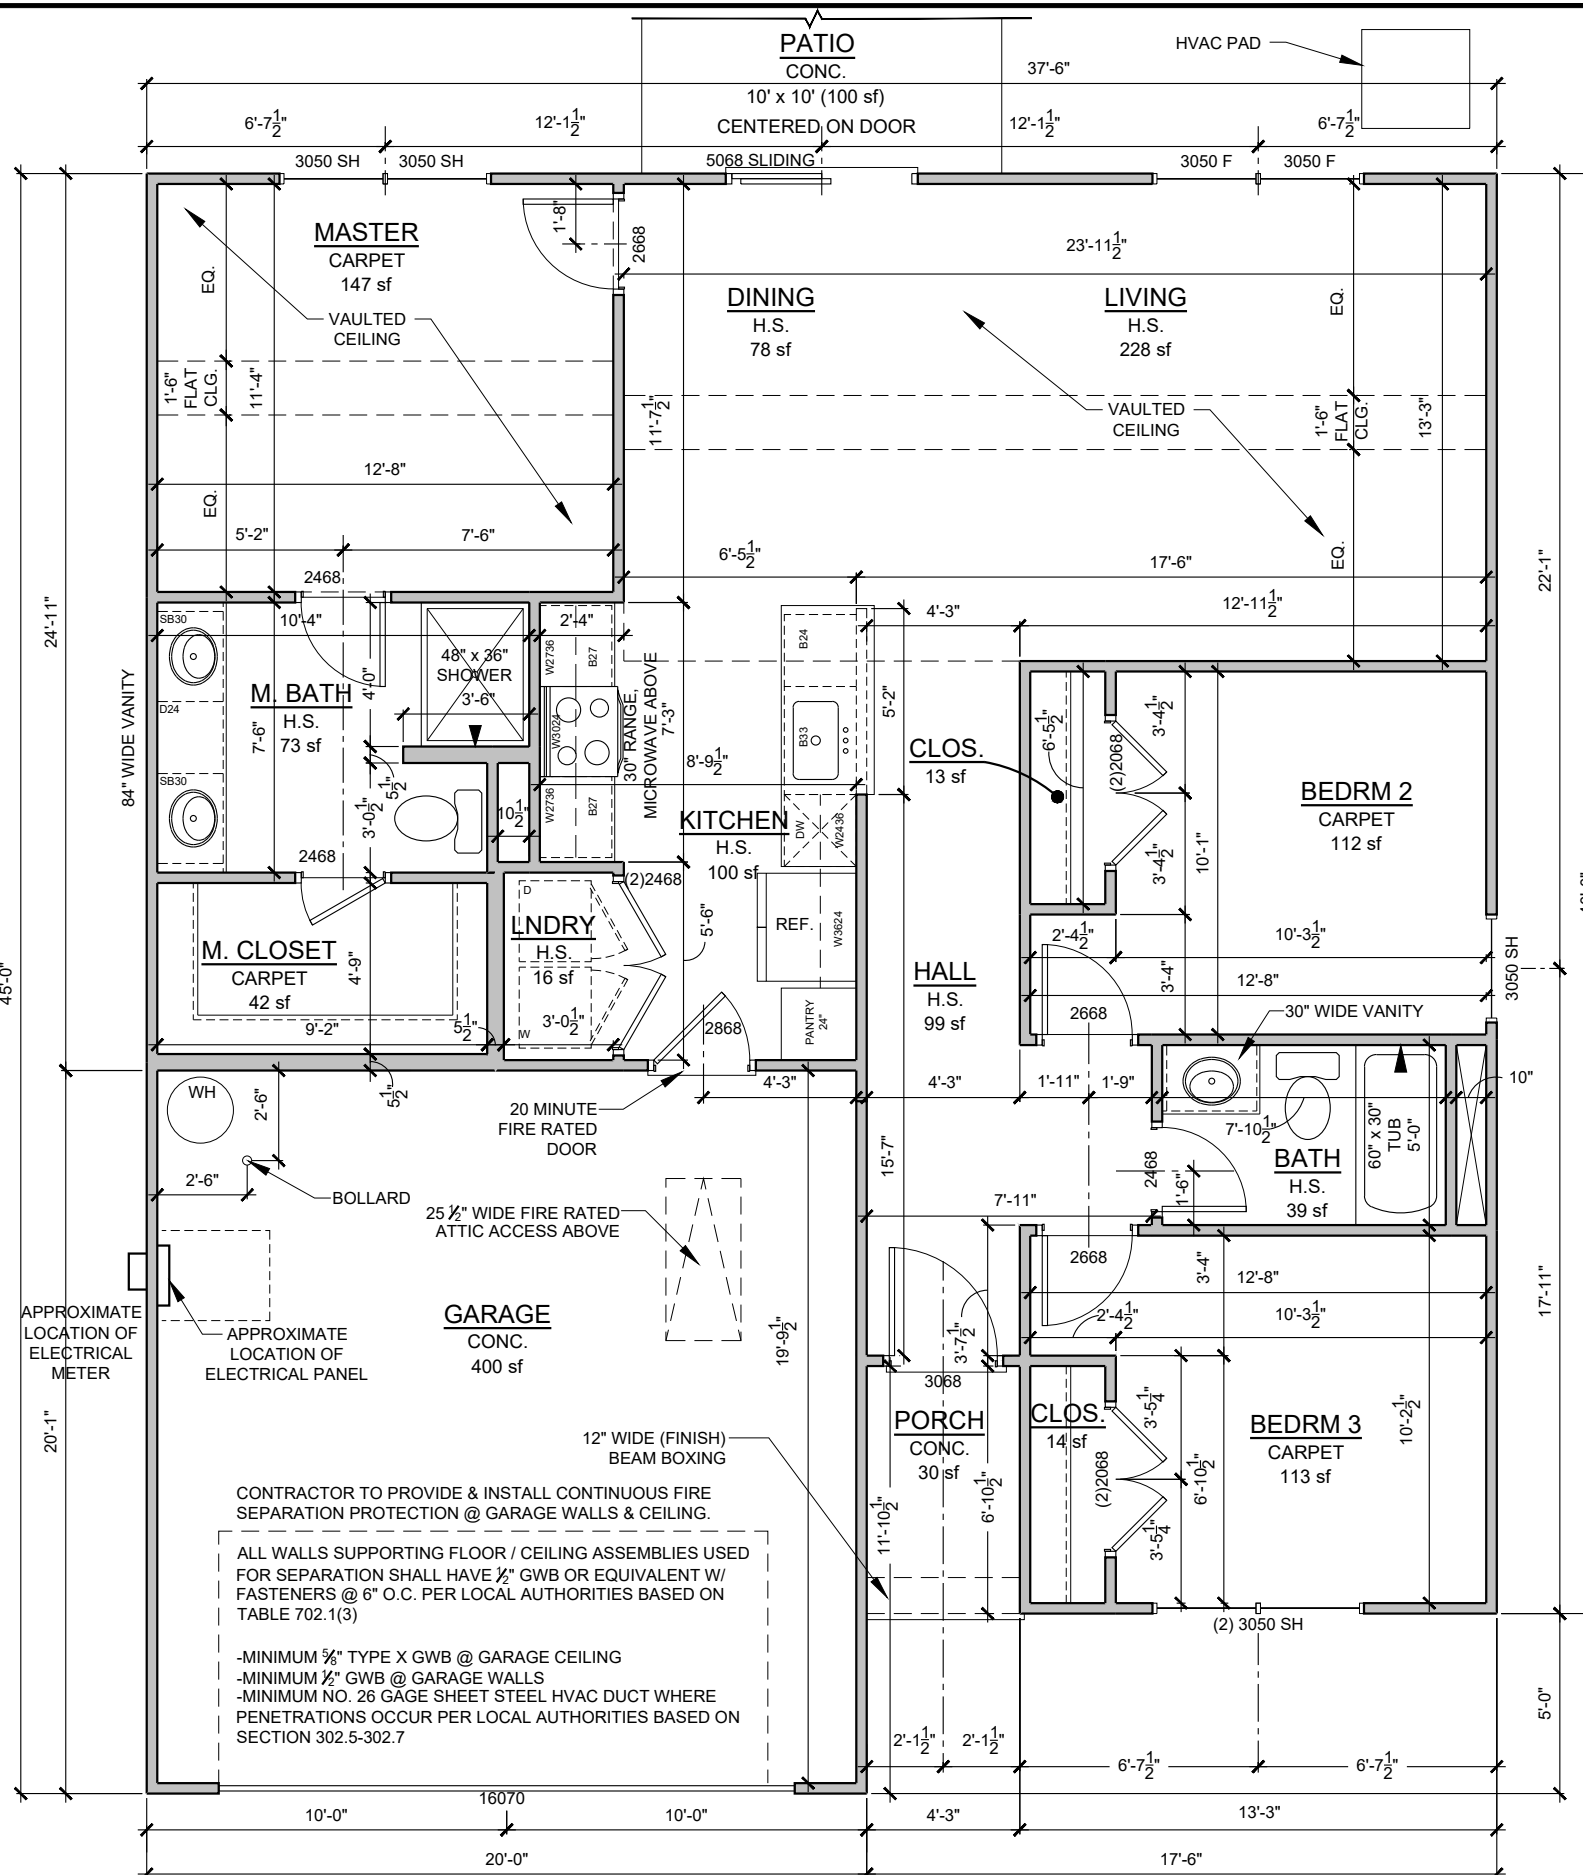 PATIO
CONC.
10' x 10' (100 sf)
CENTERED ON DOOR
HVAC PAD
37'-6"
6'-7½"
12'-1½"
12'-1½"
6'-7½"
3050 SH
3050 SH
5068 SLIDING
3050 F
3050 F
MASTER
CARPET
147 sf
VAULTED
CEILING
1'-8"
2668
23'-11½"
DINING
H.S.
78 sf
LIVING
H.S.
228 sf
EQ.
EQ.
1'-6"
FLAT
CLG.
11'-4"
11'-7½"
VAULTED
CEILING
1'-6"
FLAT
CLG.
13'-3"
12'-8"
EQ.
EQ.
5'-2"
7'-6"
6'-5½"
17'-6"
22'-1"
24'-11"
2468
SB30
10'-4"
2'-4"
4'-3"
12'-11½"
84" WIDE VANITY
48" x 36"
SHOWER
3'-6"
4'-0"
W2736
B27
B24
M. BATH
H.S.
73 sf
D24
7'-6"
W3024
30" RANGE,
MICROWAVE ABOVE
7'-3"
B33
5'-2"
8'-9½"
CLOS.
13 sf
6'-5½"
(2)2068
3'-4½"
BEDRM 2
CARPET
112 sf
SB30
5½"
3'-0½"
10½"
W2736
B27
KITCHEN
H.S.
100 sf
DW
W2436
3'-4½"
10'-1"
2468
(2)2468
M. CLOSET
CARPET
42 sf
4'-9"
LNDRY
H.S.
16 sf
D
W
5'-6"
REF.
W3624
HALL
H.S.
99 sf
2'-4½"
10'-3½"
3'-4"
12'-8"
3050 SH
45'-0"
9'-2"
5½"
3'-0½"
2868
PANTRY
24"
2668
30" WIDE VANITY
5½"
WH
2'-6"
4'-3"
4'-3"
1'-11"
1'-9"
10"
20 MINUTE
FIRE RATED
DOOR
7'-10½"
60" x 30"
TUB
5'-0"
BATH
H.S.
39 sf
2468
1'-6"
15'-7"
2'-6"
BOLLARD
25 ½" WIDE FIRE RATED
ATTIC ACCESS ABOVE
7'-11"
2668
3'-4"
12'-8"
17'-11"
APPROXIMATE
LOCATION OF
ELECTRICAL
METER
APPROXIMATE
LOCATION OF
ELECTRICAL PANEL
GARAGE
CONC.
400 sf
19'-9½"
3'-7½"
2'-4½"
10'-3½"
3068
20'-1"
12" WIDE (FINISH)
BEAM BOXING
PORCH
CONC.
30 sf
CLOS.
14 sf
3'-5¼"
BEDRM 3
CARPET
113 sf
10'-2½"
(2)2068
6'-10½"
11'-10½"
6'-10½"
3'-5¼"
CONTRACTOR TO PROVIDE & INSTALL CONTINUOUS FIRE
SEPARATION PROTECTION @ GARAGE WALLS & CEILING.
ALL WALLS SUPPORTING FLOOR / CEILING ASSEMBLIES USED
FOR SEPARATION SHALL HAVE ½" GWB OR EQUIVALENT W/
FASTENERS @ 6" O.C. PER LOCAL AUTHORITIES BASED ON
TABLE 702.1(3)
-MINIMUM ⅝" TYPE X GWB @ GARAGE CEILING
-MINIMUM ½" GWB @ GARAGE WALLS
-MINIMUM NO. 26 GAGE SHEET STEEL HVAC DUCT WHERE
PENETRATIONS OCCUR PER LOCAL AUTHORITIES BASED ON
SECTION 302.5-302.7
(2) 3050 SH
5'-0"
2'-1½"
2'-1½"
6'-7½"
6'-7½"
16070
10'-0"
10'-0"
4'-3"
13'-3"
20'-0"
17'-6"